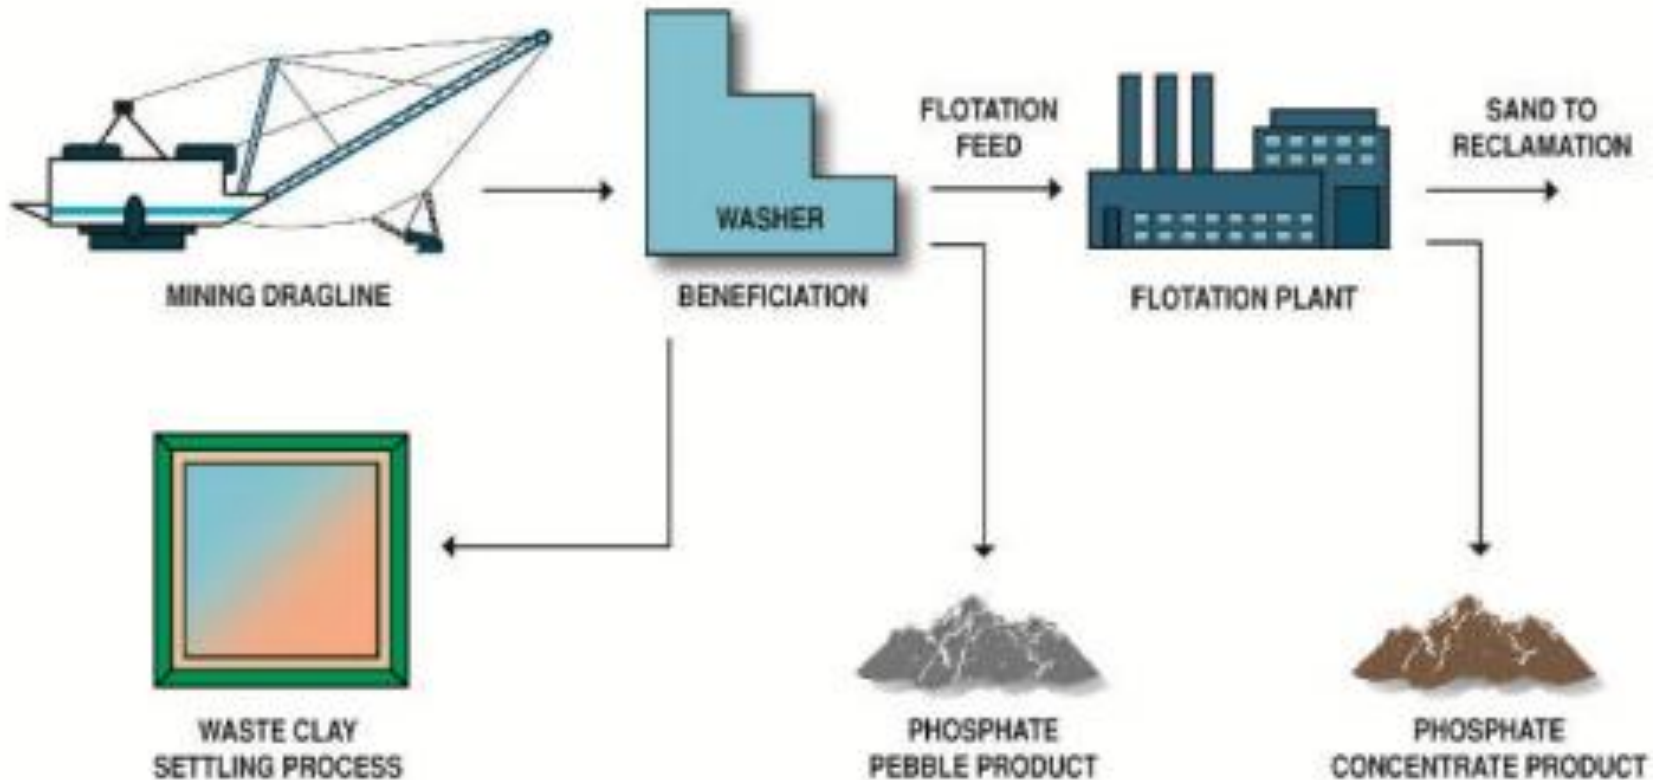 FLOTATION
FEED
SAND TO
RECLAMATION
WASHER
MINING DRAGLINE
BENEFICIATION
FLOTATION PLANT
WASTE CLAY
SETTLING PROCESS
PHOSPHATE
PEBBLE PRODUCT
PHOSPHATE
CONCENTRATE PRODUCT